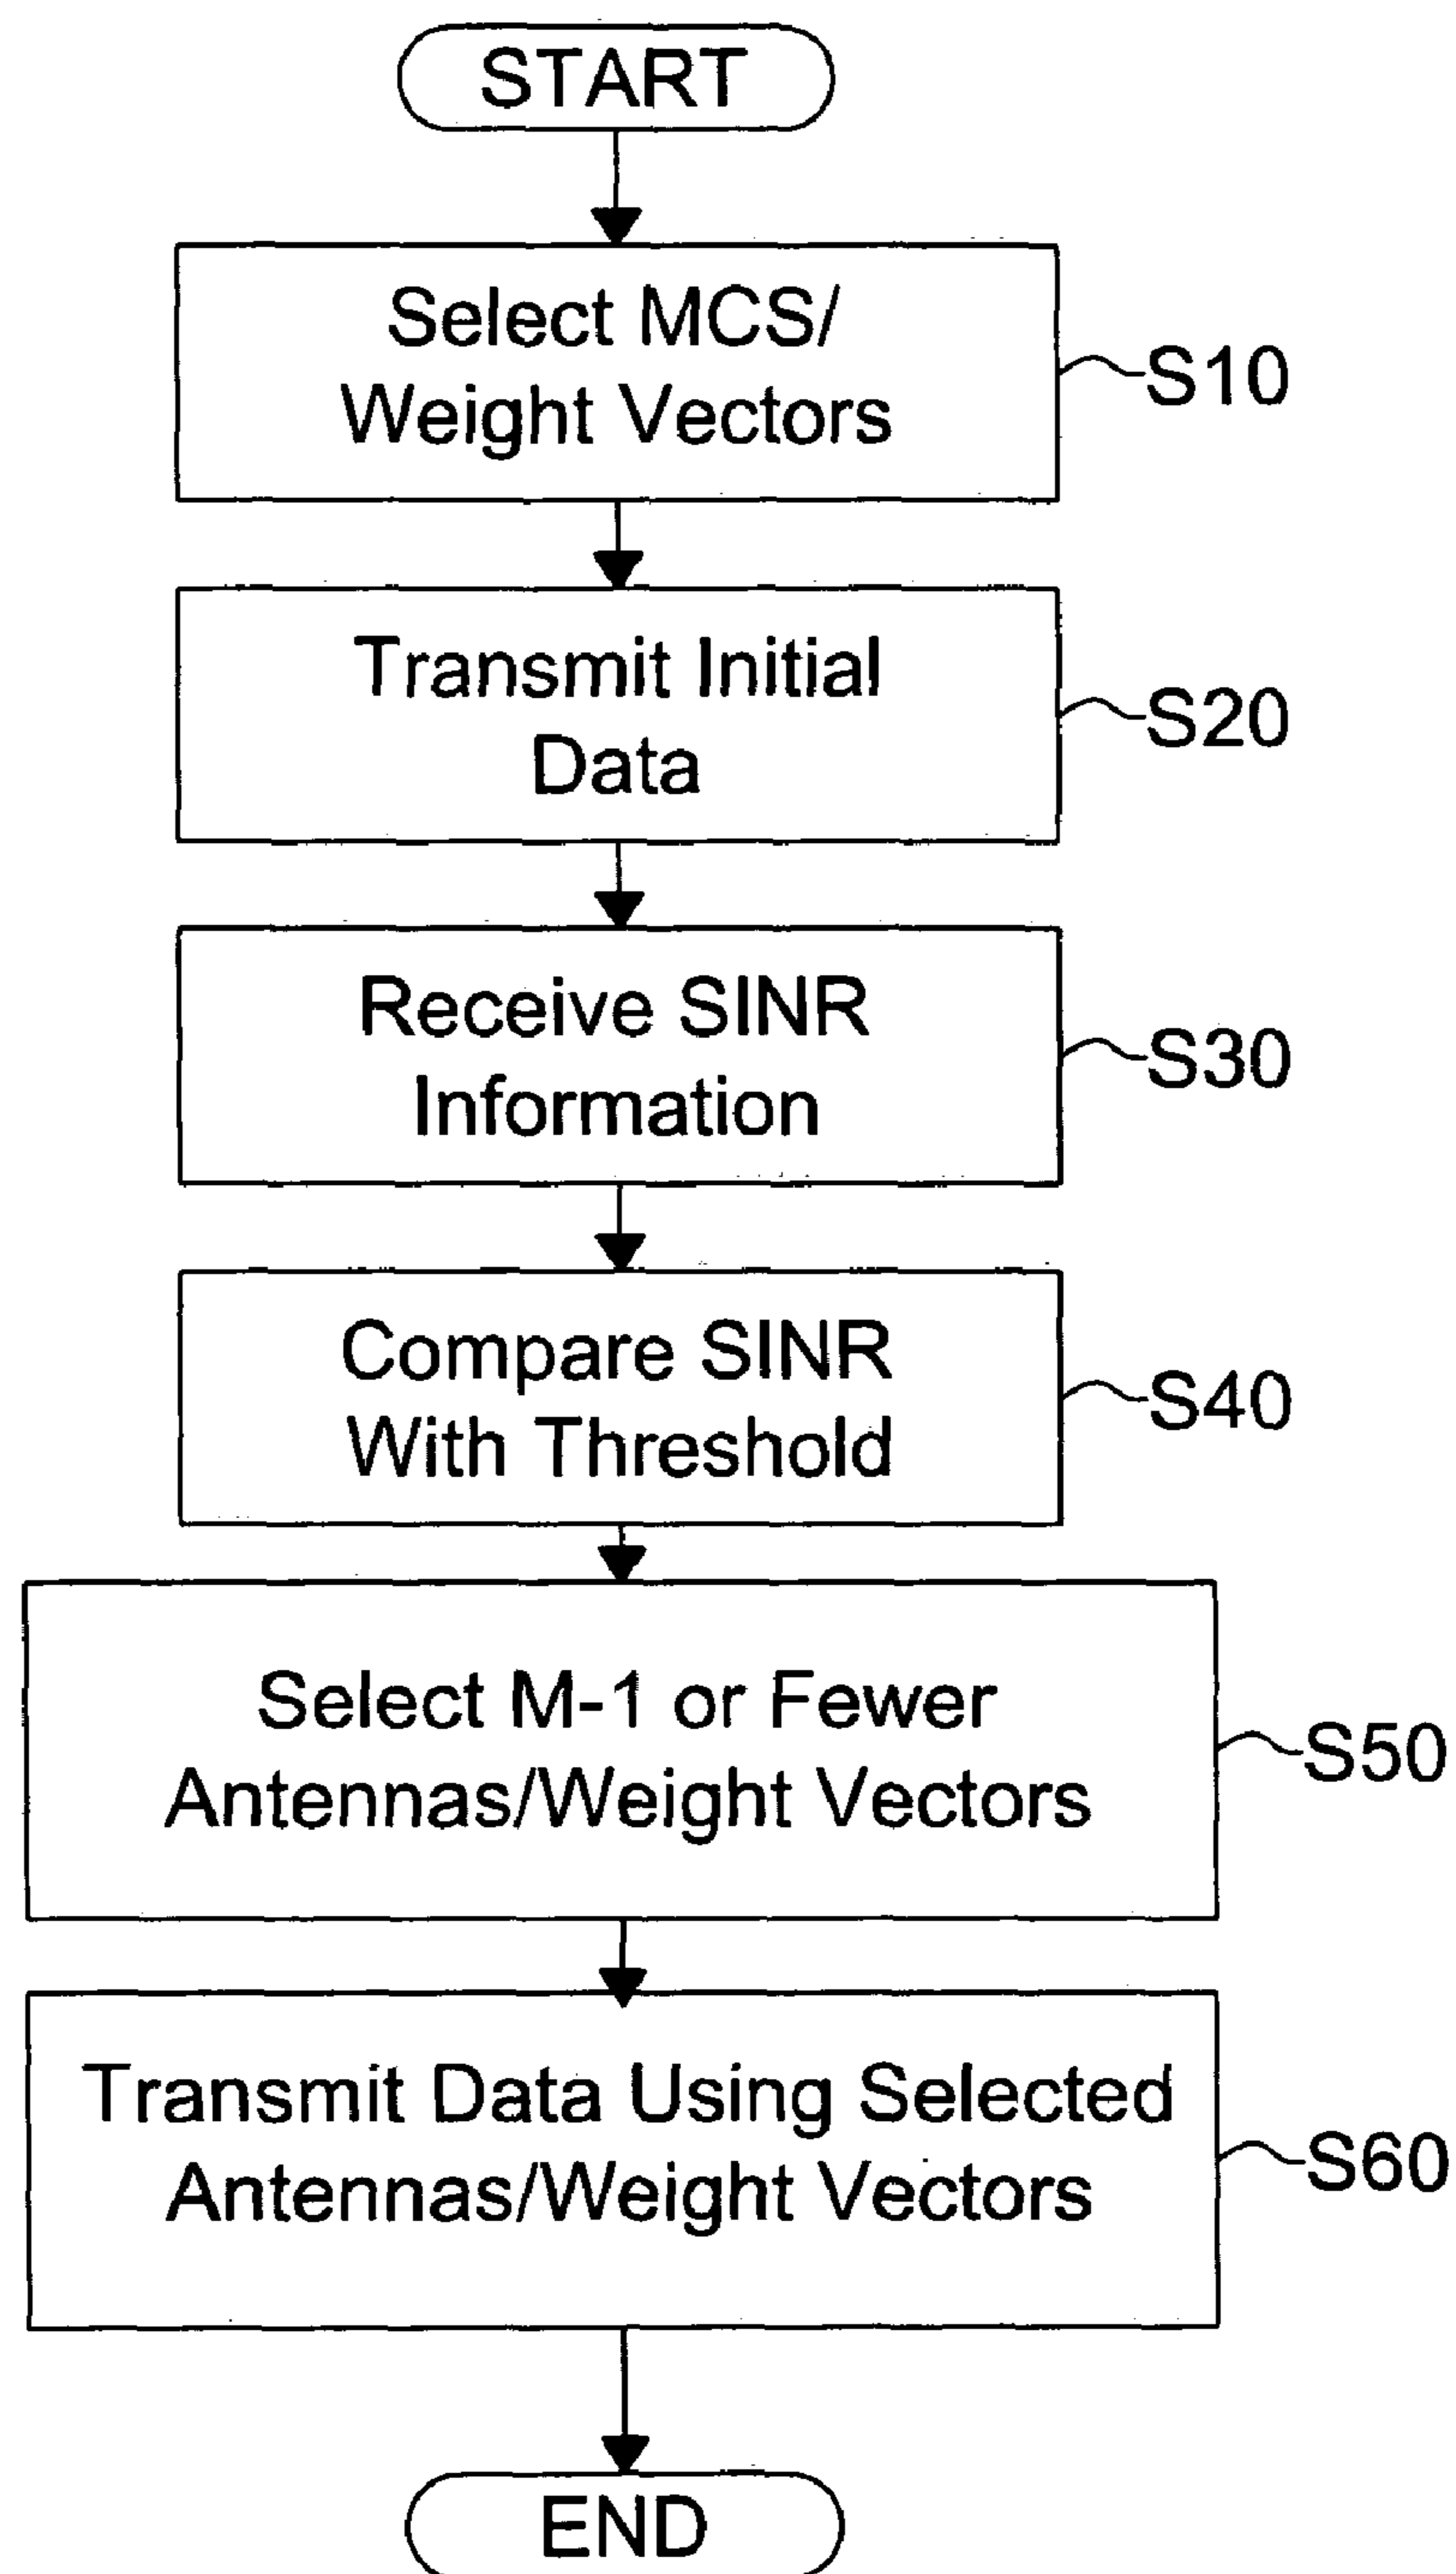 START
Select MCS/
Weight Vectors
S10
Transmit Initial
Data
S20
Receive SINR
Information
S30
Compare SINR
With Threshold
S40
Select M-1 or Fewer
Antennas/Weight Vectors
S50
Transmit Data Using Selected
Antennas/Weight Vectors
S60
END